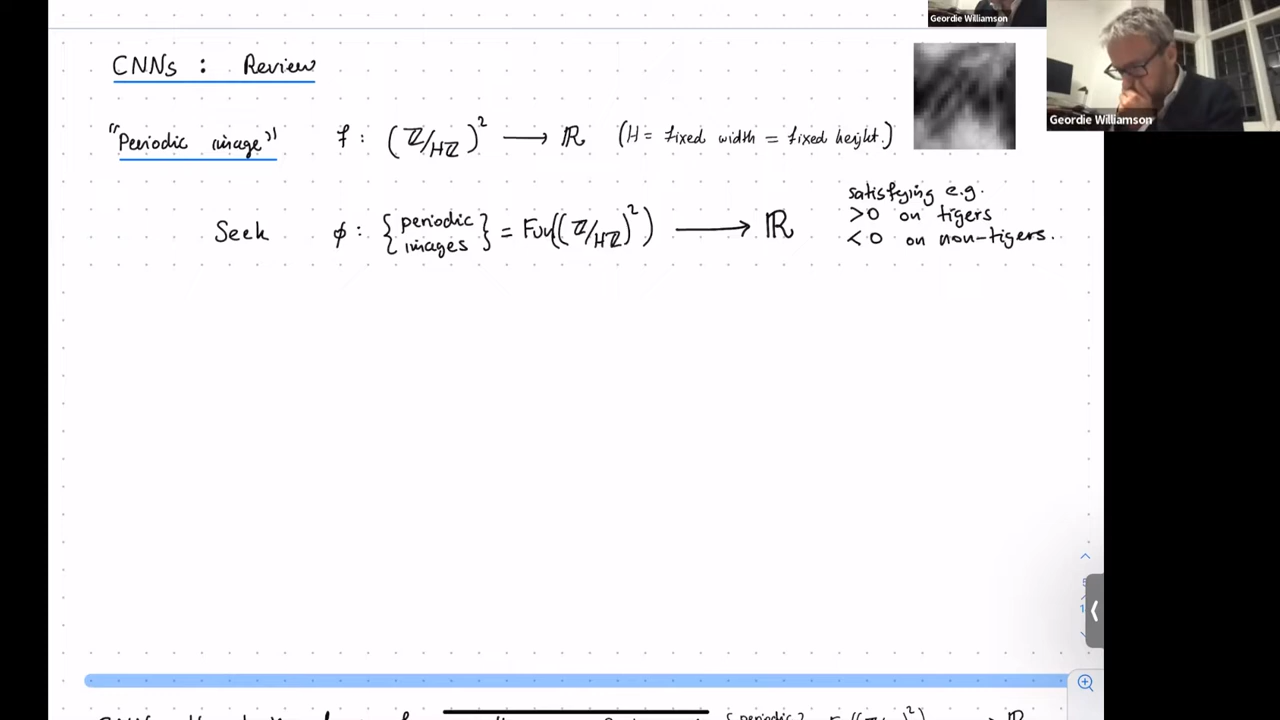 Geordie Williamson
Geordie Williamson
CNNs : Review
"Periodic image" f : (ℤ/Hℤ)² ⟶ ℝ (H = fixed width = fixed height.)
Seek φ : { periodic images } = Fun((ℤ/Hℤ)²) ⟶ ℝ
satisfying e.g.
>0 on tigers
<0 on non-tigers.